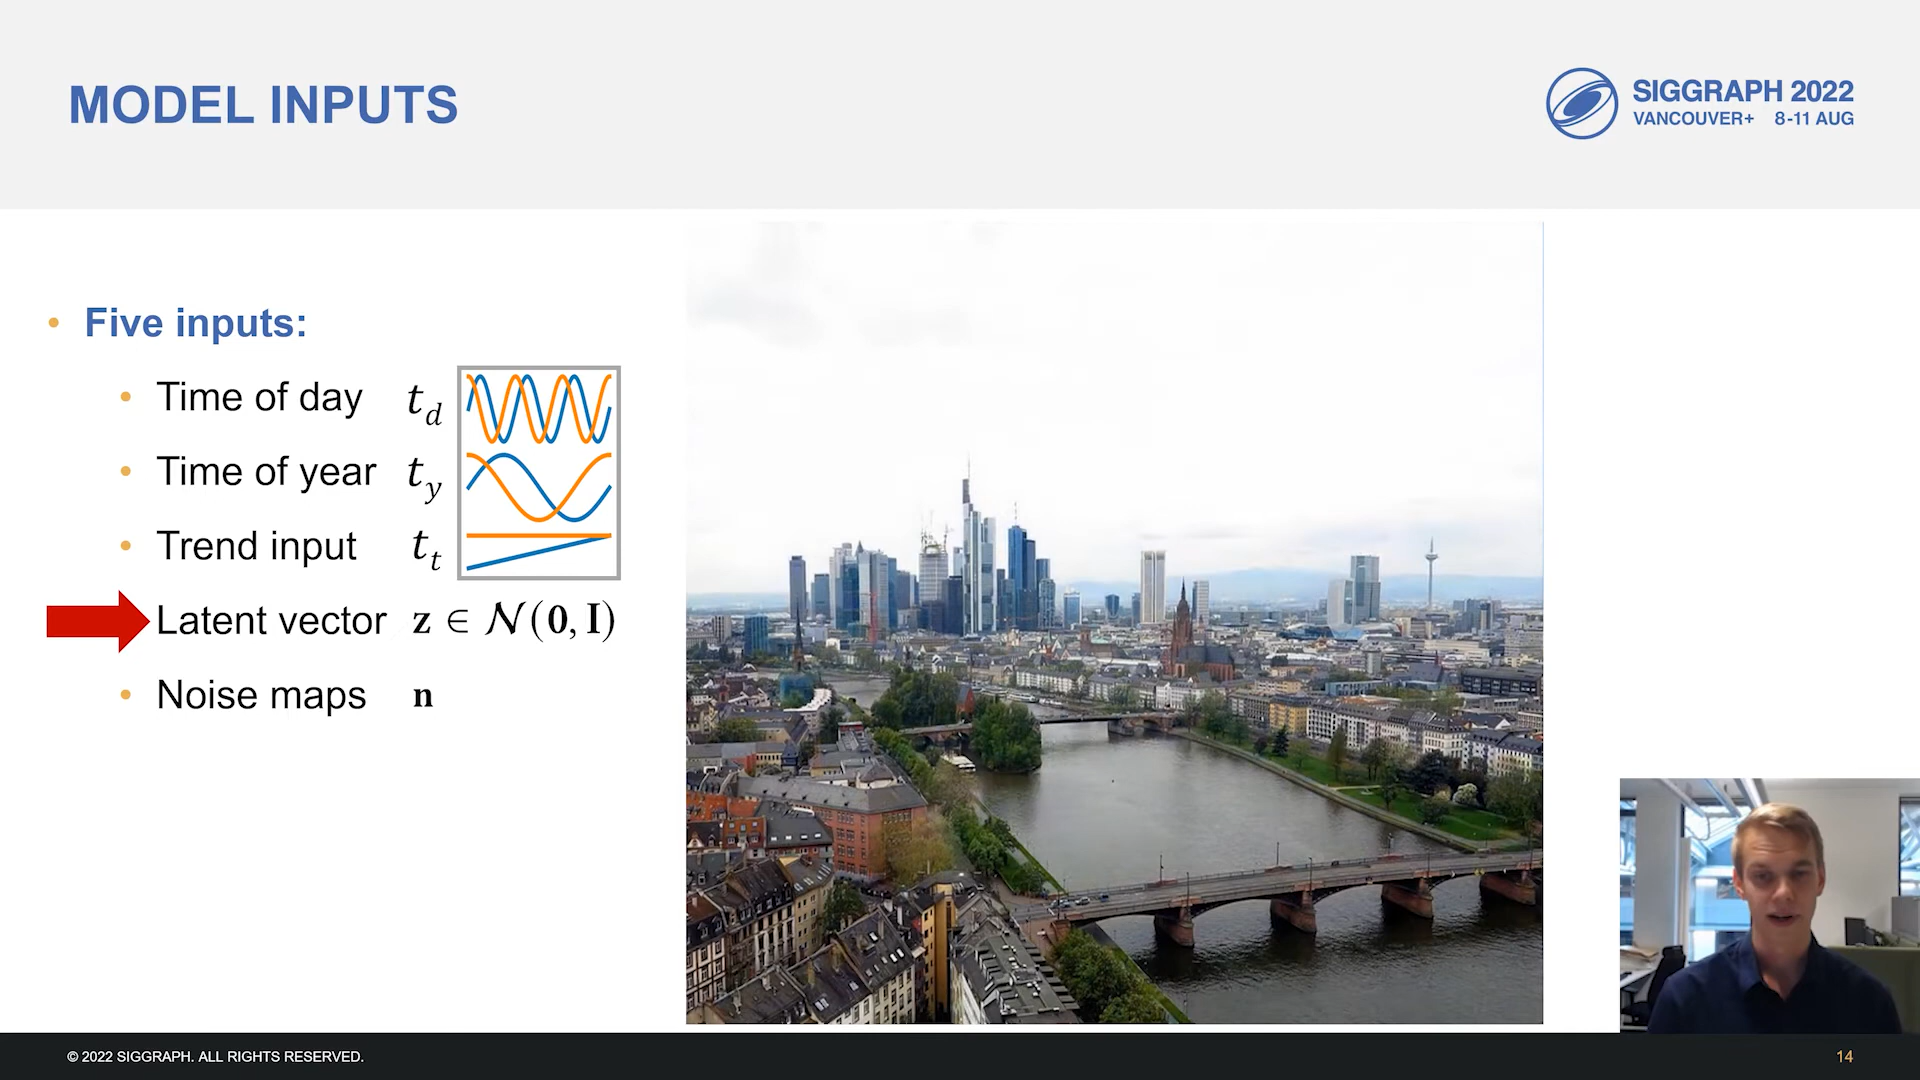 MODEL INPUTS
SIGGRAPH 2022
VANCOUVER+ 8-11 AUG
• Five inputs:
• Time of day t_d
• Time of year t_y
• Trend input t_t
Latent vector z ∈ 𝒩(0, I)
• Noise maps n
© 2022 SIGGRAPH. ALL RIGHTS RESERVED.
14